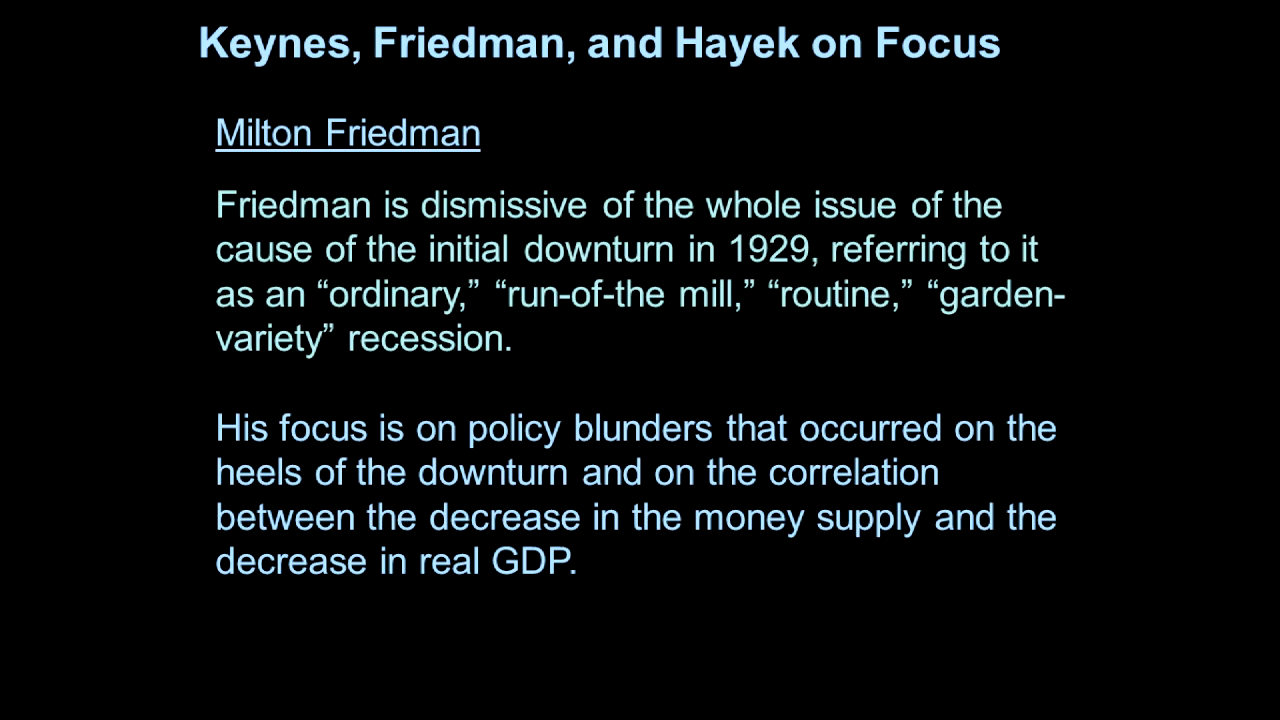 Keynes, Friedman, and Hayek on Focus
Milton Friedman
Friedman is dismissive of the whole issue of the
cause of the initial downturn in 1929, referring to it
as an “ordinary,” “run-of-the mill,” “routine,” “garden-
variety” recession.
His focus is on policy blunders that occurred on the
heels of the downturn and on the correlation
between the decrease in the money supply and the
decrease in real GDP.